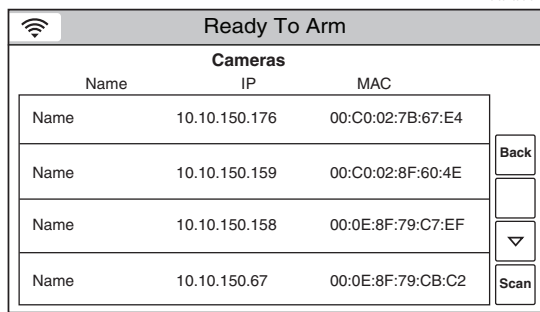 Ready To Arm
Cameras
Name IP MAC
Name 10.10.150.176 00:C0:02:7B:67:E4
Name 10.10.150.159 00:C0:02:8F:60:4E
Name 10.10.150.158 00:0E:8F:79:C7:EF
Name 10.10.150.67 00:0E:8F:79:CB:C2
Back
Scan